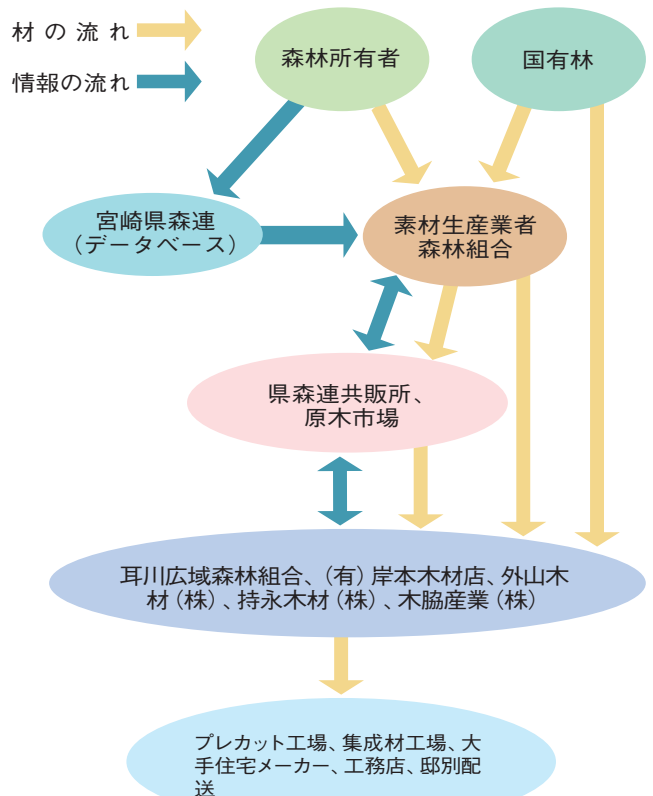 材の流れ
情報の流れ
森林所有者
国有林
宮崎県森連
（データベース）
素材生産業者
森林組合
県森連共販所、
原木市場
耳川広域森林組合、（有）岸本木材店、外山木
材（株）、持永木材（株）、木脇産業（株）
プレカット工場、集成材工場、大
手住宅メーカー、工務店、邸別配
送